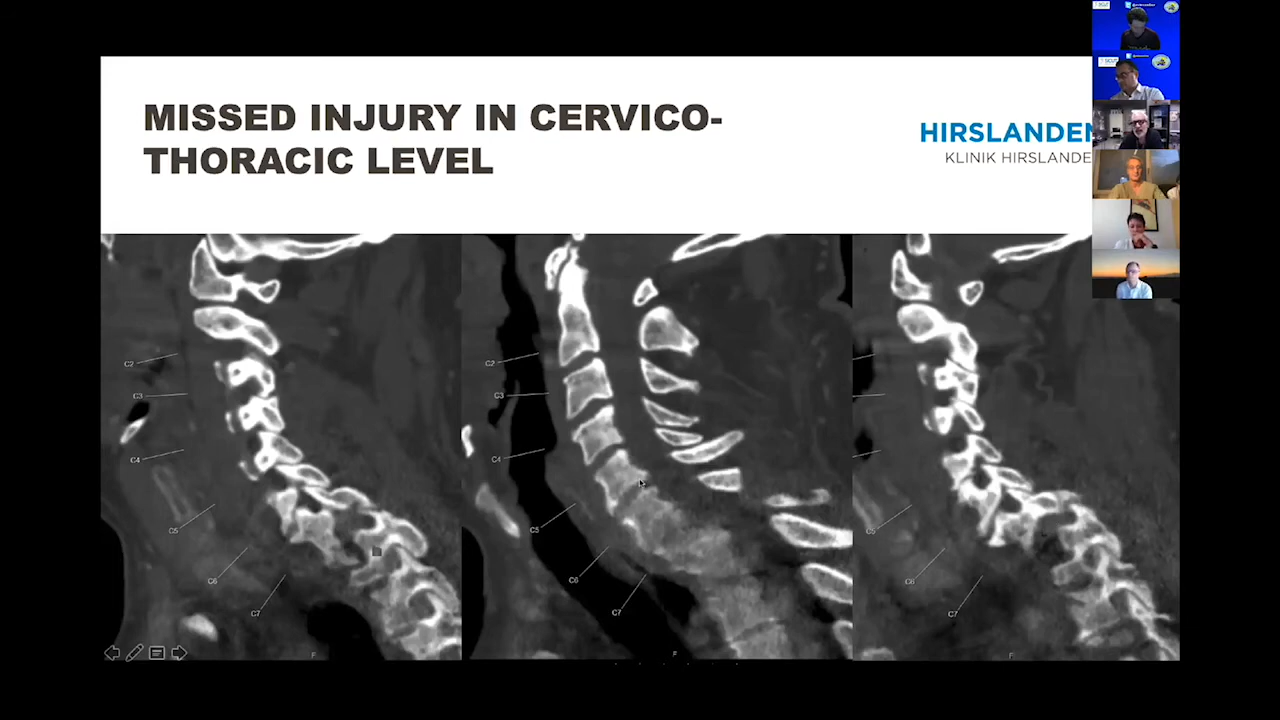 MISSED INJURY IN CERVICO-
THORACIC LEVEL
HIRSLANDEN
KLINIK HIRSLANDE
C2
C3
C4
C5
C6
C7
F
C2
C3
C4
C5
C6
C7
F
C5
C6
C7
F